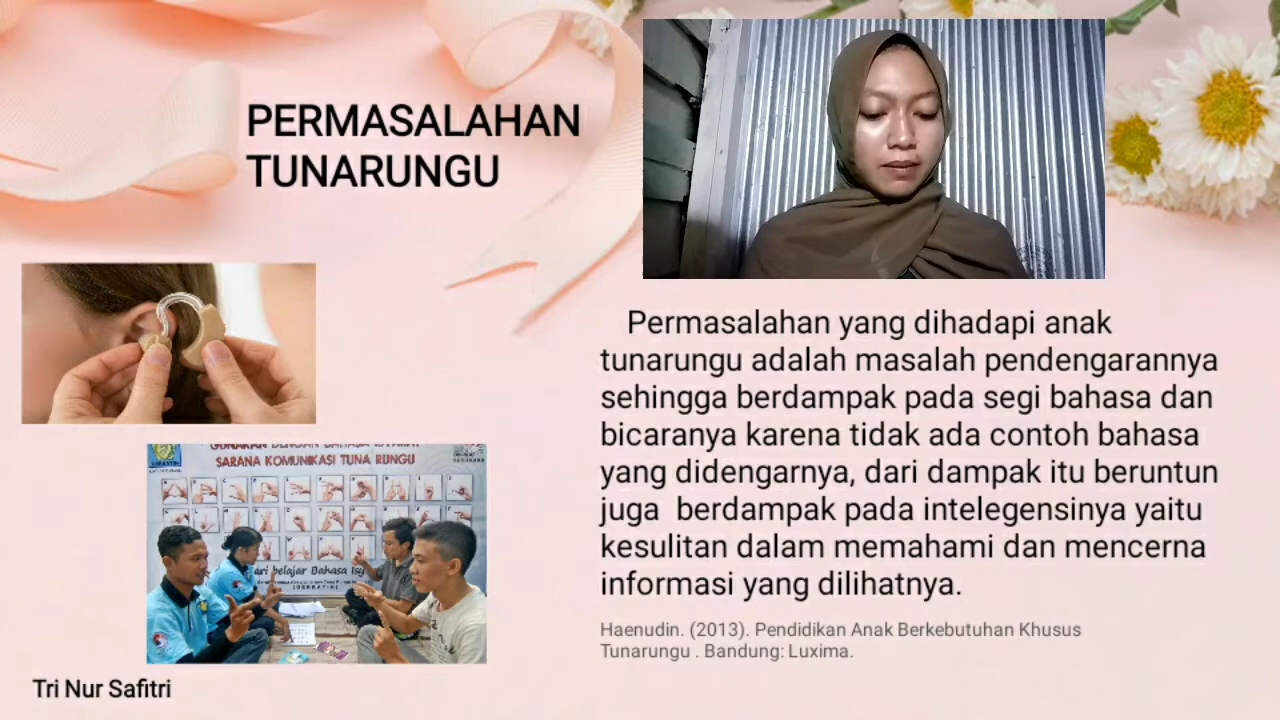 PERMASALAHAN
TUNARUNGU
SARANA KOMUNIKASI TUNA RUNGU
Permasalahan yang dihadapi anak
tunarungu adalah masalah pendengarannya
sehingga berdampak pada segi bahasa dan
bicaranya karena tidak ada contoh bahasa
yang didengarnya, dari dampak itu beruntun
juga berdampak pada intelegensinya yaitu
kesulitan dalam memahami dan mencerna
informasi yang dilihatnya.
Haenudin. (2013). Pendidikan Anak Berkebutuhan Khusus
Tunarungu . Bandung: Luxima.
Tri Nur Safitri